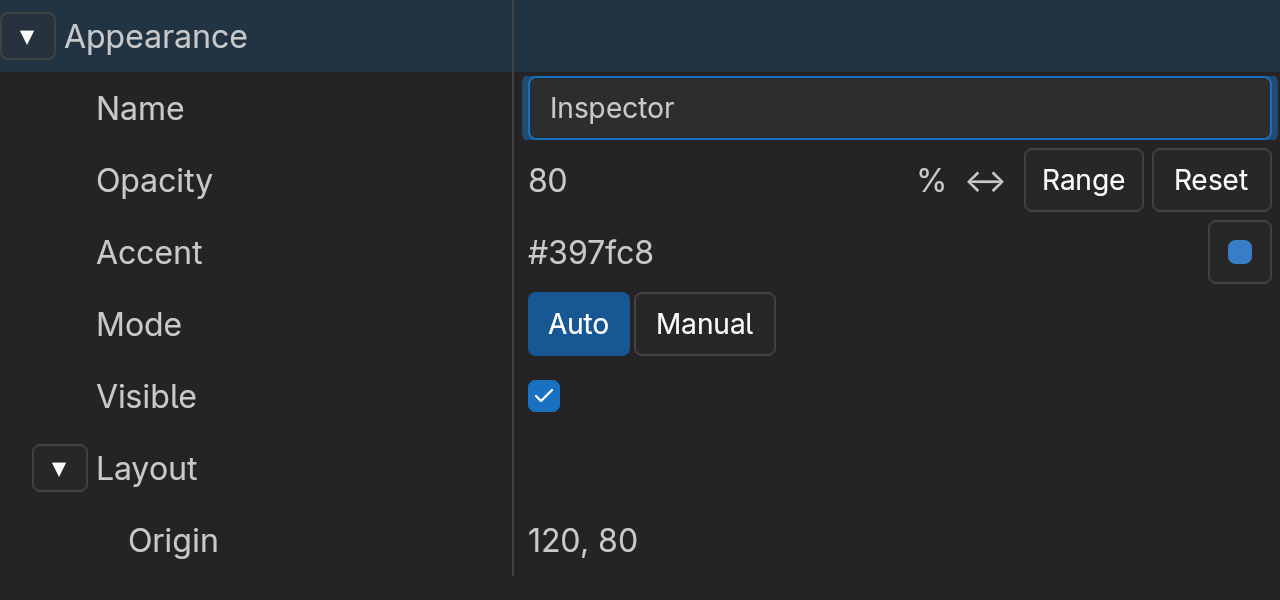 ▼ Appearance
Name Inspector
Opacity 80 % ↔ Range Reset
Accent #397fc8
Mode Auto Manual
Visible
▼ Layout
Origin 120, 80